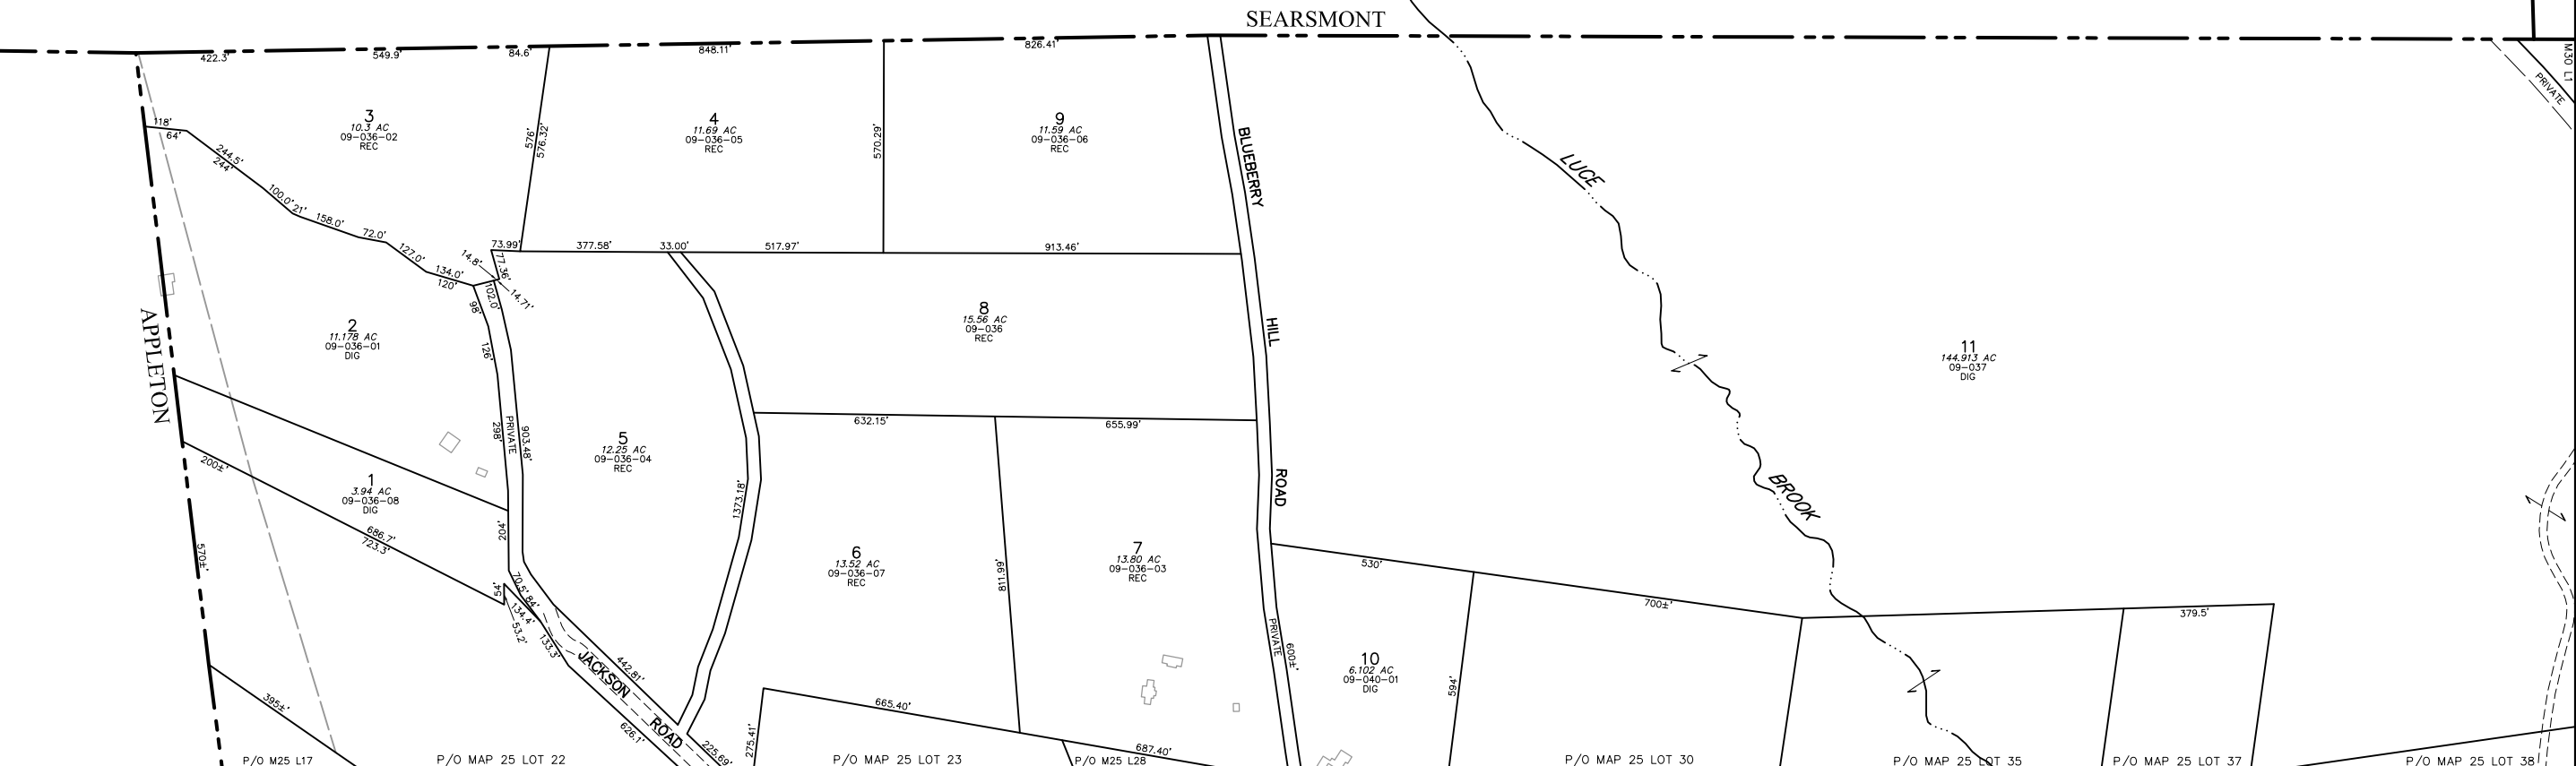 SEARSMONT
422.3'
549.9'
84.6'
848.11'
826.41'
M30 L1
PRIVATE
118'
64'
244.5'
244'
100.0'
21'
158.0'
72.0'
127.0'
134.0'
120'
3
10.3 AC
09-036-02
REC
576'
576.32'
4
11.69 AC
09-036-05
REC
570.29'
9
11.59 AC
09-036-06
REC
BLUEBERRY
HILL
ROAD
PRIVATE
LUCE
BROOK
73.99'
377.58'
33.00'
517.97'
913.46'
14.8'
77.36'
14.71'
102.0'
98'
126'
298'
PRIVATE
903.48'
APPLETON
2
11.178 AC
09-036-01
DIG
8
15.56 AC
09-036
REC
11
144.913 AC
09-037
DIG
632.15'
655.99'
5
12.25 AC
09-036-04
REC
200±'
1
3.94 AC
09-036-08
DIG
686.7'
723.3'
204'
1373.18'
570±'
54'
70.5'
84'
134.4'
53.2'
133.3'
6
13.52 AC
09-036-07
REC
811.99'
7
13.80 AC
09-036-03
REC
530'
700±'
379.5'
600±'
10
6.102 AC
09-040-01
DIG
594'
442.81'
JACKSON
ROAD
626.1'
225.69'
395±'
275.41'
665.40'
687.40'
P/O M25 L17
P/O MAP 25 LOT 22
P/O MAP 25 LOT 23
P/O M25 L28
P/O MAP 25 LOT 30
P/O MAP 25 LOT 35
P/O MAP 25 LOT 37
P/O MAP 25 LOT 38